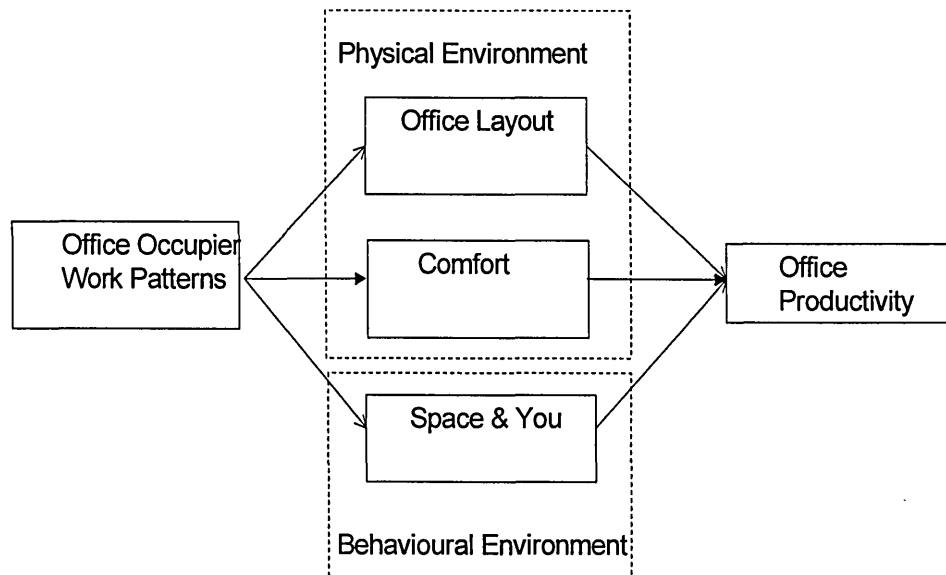 Physical Environment
Office Layout
Office Occupier
Work Patterns
Comfort
Office
Productivity
Space & You
Behavioural Environment